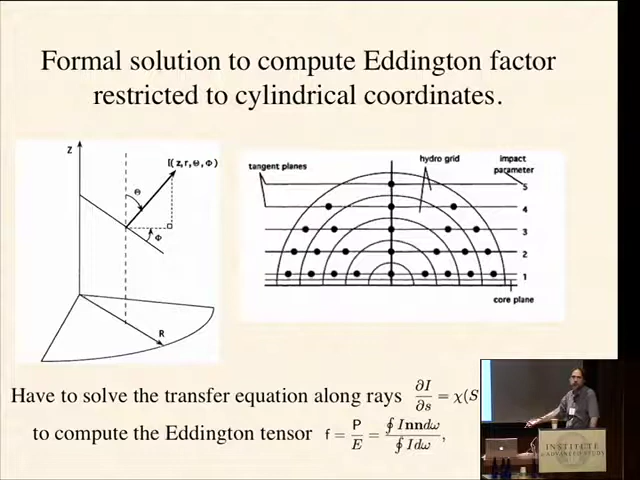 Formal solution to compute Eddington factor
restricted to cylindrical coordinates.
Z
I(z,r,Θ,Φ)
Θ
Φ
R
tangent planes
hydro grid
impact
parameter
5
4
3
2
1
core plane
Have to solve the transfer equation along rays ∂I/∂s = χ(S
to compute the Eddington tensor f = P/E = ∮ Inndω / ∮ Idω,
INSTITUTE
ADVANCED STUDY